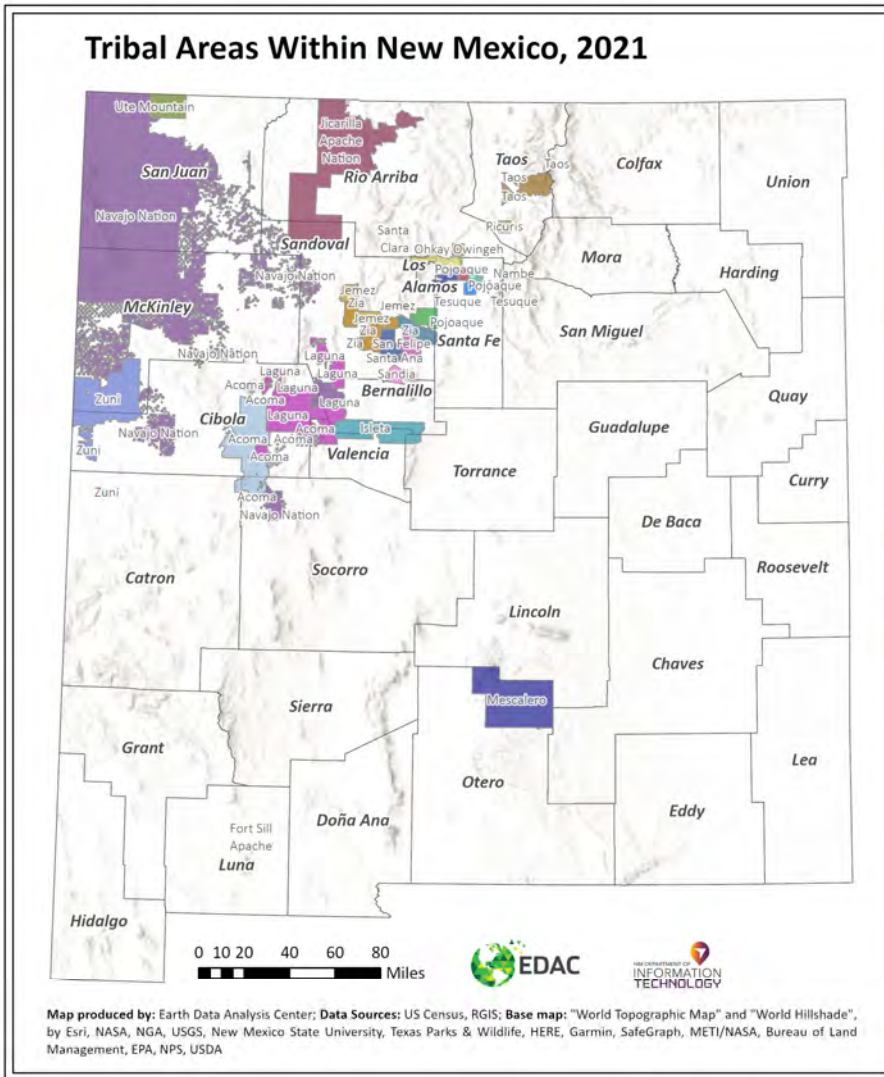 Tribal Areas Within New Mexico, 2021
Ute Mountain
Jicarilla
Apache
Nation
San Juan
Rio Arriba
Taos
Taos
Taos
Taos
Colfax
Union
Navajo Nation
Sandoval
Santa
Clara
Ohkay Owingeh
Picuris
Mora
Harding
Navajo Nation
Los
Alamos
Pojoaque
Nambe
Pojoaque
Tesuque
Tesuque
McKinley
Jemez
Zia
Jemez
Jemez
Zia
Zia
Pojoaque
Zia
San Felipe
Santa Ana
Sandia
Santa Fe
San Miguel
Navajo Nation
Laguna
Laguna
Laguna
Acoma
Laguna
Acoma
Laguna
Laguna
Bernalillo
Quay
Zuni
Cibola
Guadalupe
Navajo Nation
Acoma
Acoma
Acoma
Acoma
Isleta
Valencia
Torrance
Zuni
Curry
Zuni
Acoma
Navajo Nation
De Baca
Roosevelt
Catron
Socorro
Lincoln
Chaves
Mescalero
Sierra
Grant
Otero
Lea
Doña Ana
Eddy
Fort Sill
Apache
Luna
Hidalgo
0 10 20 40 60 80
Miles
EDAC
NM DEPARTMENT OF
INFORMATION
TECHNOLOGY
Map produced by: Earth Data Analysis Center; Data Sources: US Census, RGIS; Base map: "World Topographic Map" and "World Hillshade",
by Esri, NASA, NGA, USGS, New Mexico State University, Texas Parks & Wildlife, HERE, Garmin, SafeGraph, METI/NASA, Bureau of Land
Management, EPA, NPS, USDA